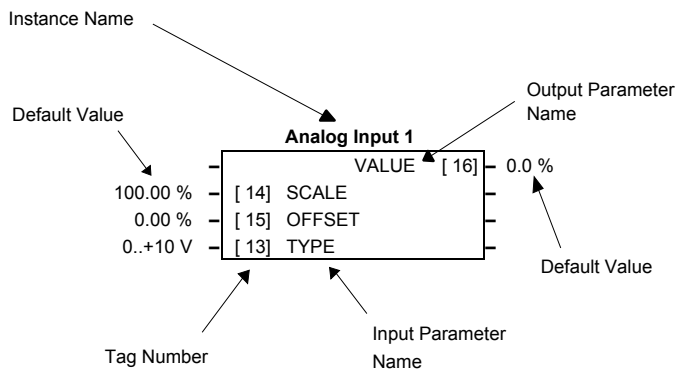 Instance Name
Output Parameter
Name
Default Value
Analog Input 1
VALUE [ 16] 0.0 %
100.00 % [ 14] SCALE
0.00 % [ 15] OFFSET
0..+10 V [ 13] TYPE
Default Value
Input Parameter
Name
Tag Number